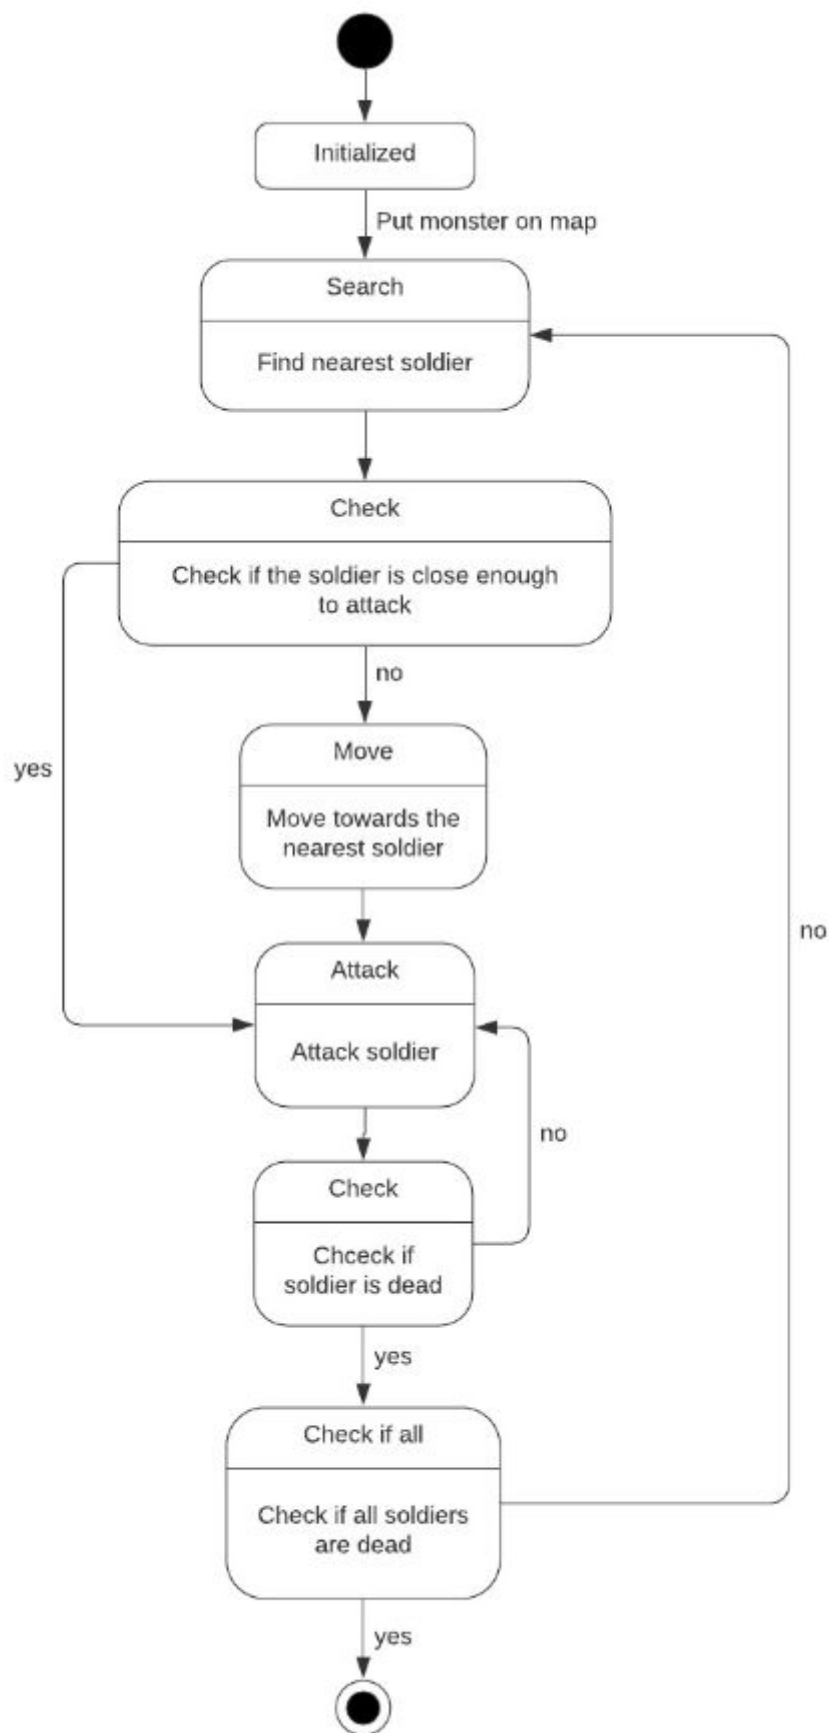 Initialized
Put monster on map
Search
Find nearest soldier
Check
Check if the soldier is close enough
to attack
no
yes
Move
Move towards the
nearest soldier
no
Attack
Attack soldier
no
Check
Chceck if
soldier is dead
yes
Check if all
Check if all soldiers
are dead
yes